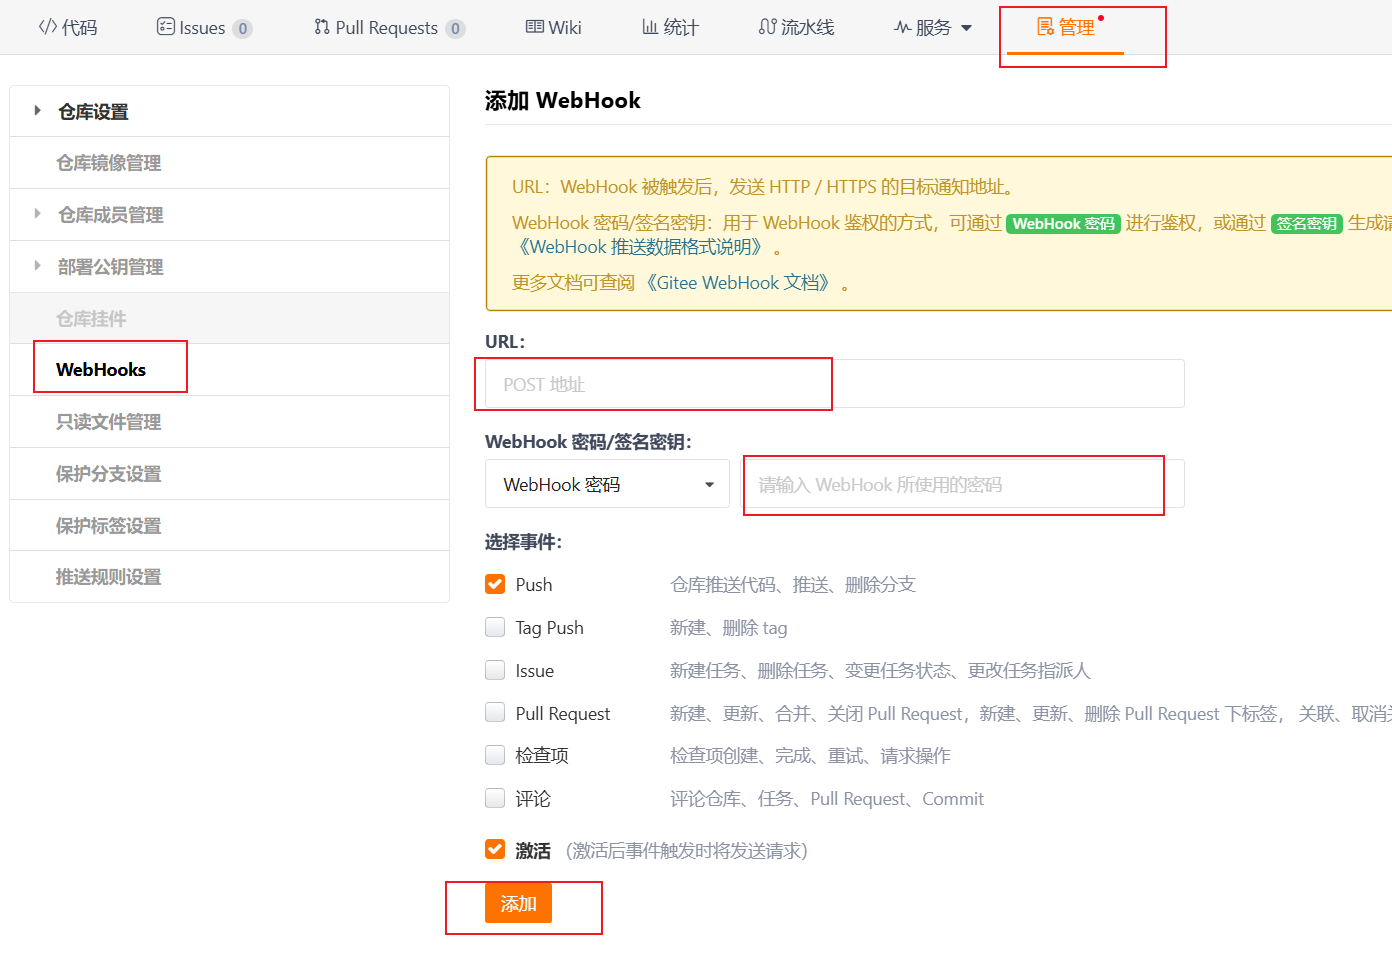 代码
Issues 0
Pull Requests 0
Wiki
统计
流水线
服务
管理
仓库设置
仓库镜像管理
仓库成员管理
部署公钥管理
仓库挂件
WebHooks
只读文件管理
保护分支设置
保护标签设置
推送规则设置
添加 WebHook
URL：WebHook 被触发后，发送 HTTP / HTTPS 的目标通知地址。
WebHook 密码/签名密钥：用于 WebHook 鉴权的方式，可通过 WebHook 密码 进行鉴权，或通过 签名密钥 生成请
《WebHook 推送数据格式说明》 。
更多文档可查阅 《Gitee WebHook 文档》 。
URL：
POST 地址
WebHook 密码/签名密钥：
WebHook 密码
请输入 WebHook 所使用的密码
选择事件：
Push 仓库推送代码、推送、删除分支
Tag Push 新建、删除 tag
Issue 新建任务、删除任务、变更任务状态、更改任务指派人
Pull Request 新建、更新、合并、关闭 Pull Request，新建、更新、删除 Pull Request 下标签， 关联、取消关
检查项 检查项创建、完成、重试、请求操作
评论 评论仓库、任务、Pull Request、Commit
激活 （激活后事件触发时将发送请求）
添加